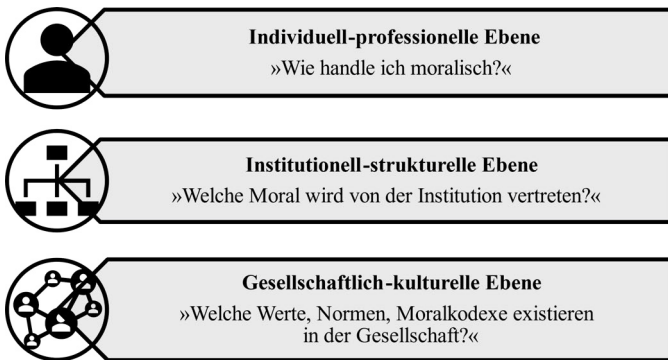 Individuell-professionelle Ebene
»Wie handle ich moralisch?«
Institutionell-strukturelle Ebene
»Welche Moral wird von der Institution vertreten?«
Gesellschaftlich-kulturelle Ebene
»Welche Werte, Normen, Moralkodexe existieren
in der Gesellschaft?«